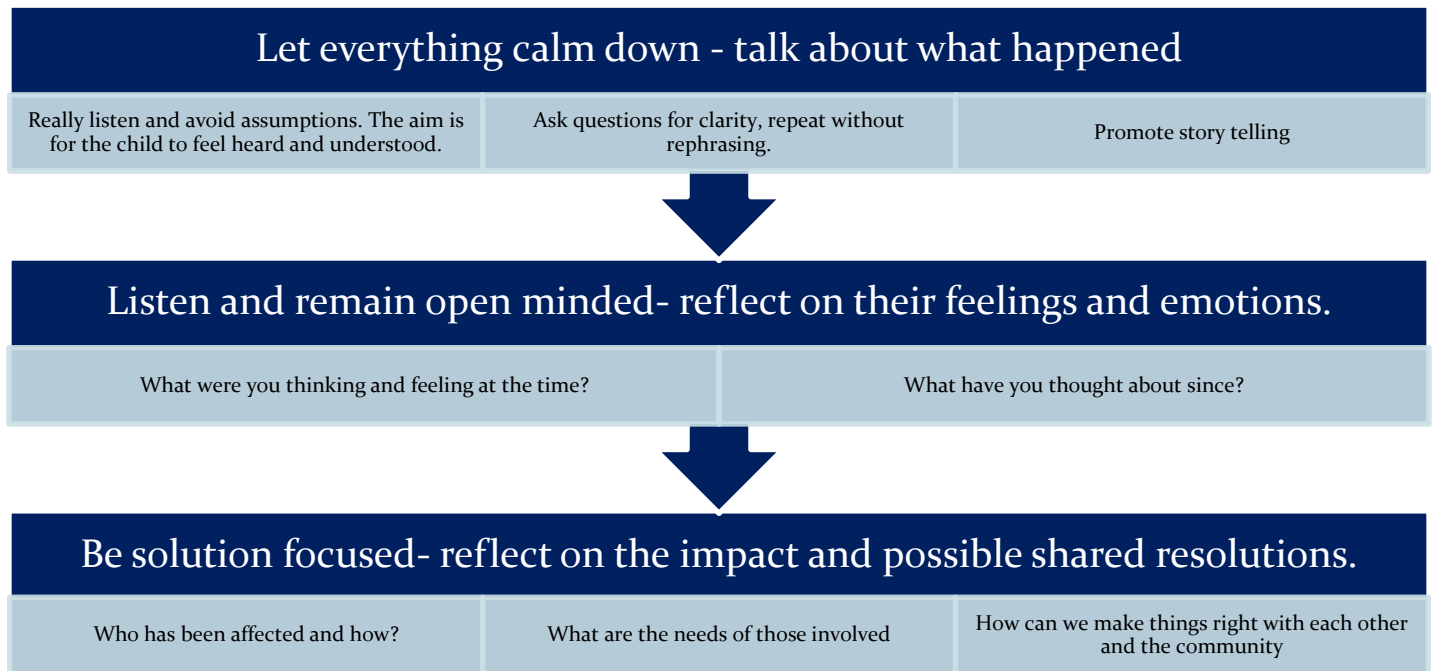 Let everything calm down - talk about what happened
Really listen and avoid assumptions. The aim is
for the child to feel heard and understood.
Ask questions for clarity, repeat without
rephrasing.
Promote story telling
Listen and remain open minded- reflect on their feelings and emotions.
What were you thinking and feeling at the time?
What have you thought about since?
Be solution focused- reflect on the impact and possible shared resolutions.
Who has been affected and how?
What are the needs of those involved
How can we make things right with each other
and the community